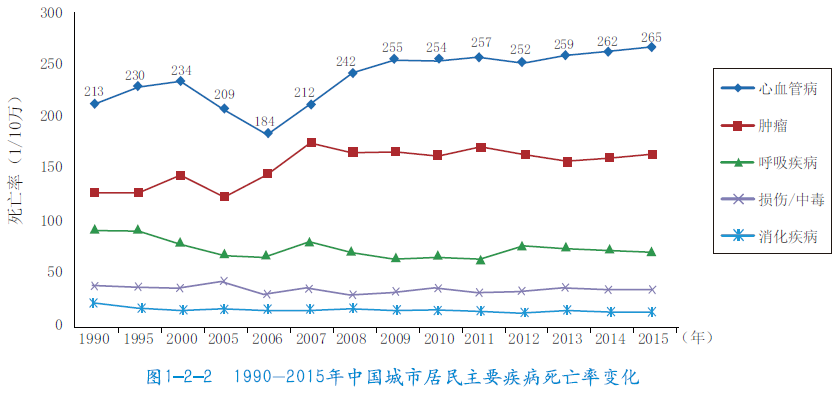 300
250
200
150
100
50
0
死亡率（1/10万）
213 230 234 209 184 212 242 255 254 257 252 259 262 265
1990 1995 2000 2005 2006 2007 2008 2009 2010 2011 2012 2013 2014 2015 （年）
心血管病
肿瘤
呼吸疾病
损伤/中毒
消化疾病
图1-2-2 1990—2015年中国城市居民主要疾病死亡率变化